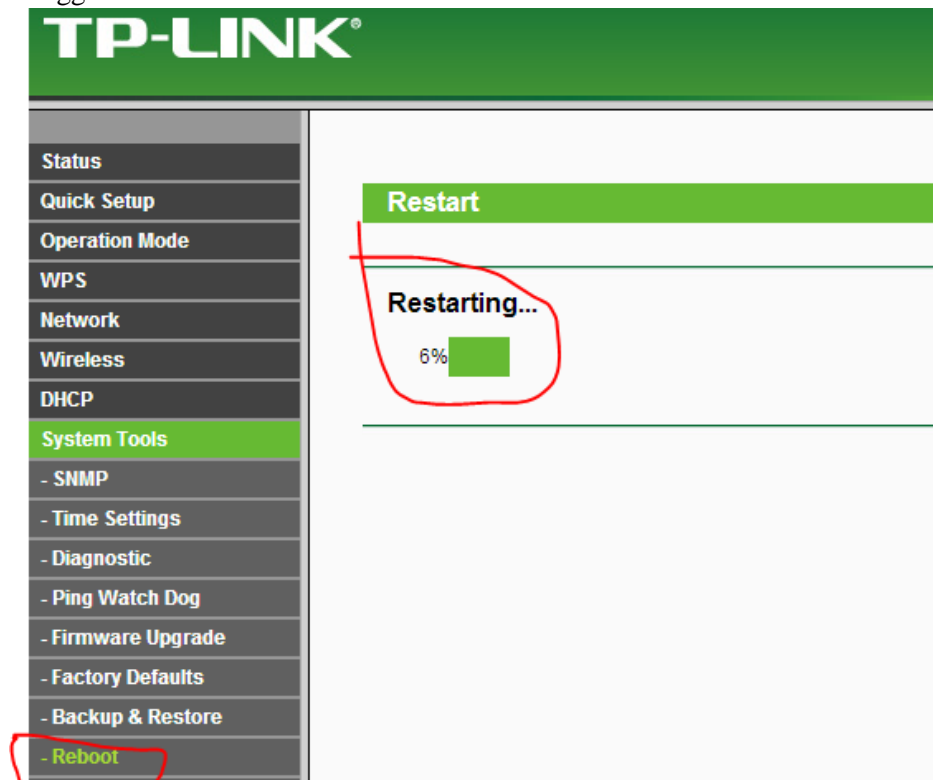 TP-LINK®
Status
Quick Setup
Operation Mode
WPS
Network
Wireless
DHCP
System Tools
- SNMP
- Time Settings
- Diagnostic
- Ping Watch Dog
- Firmware Upgrade
- Factory Defaults
- Backup & Restore
- Reboot
Restart
Restarting...
6%